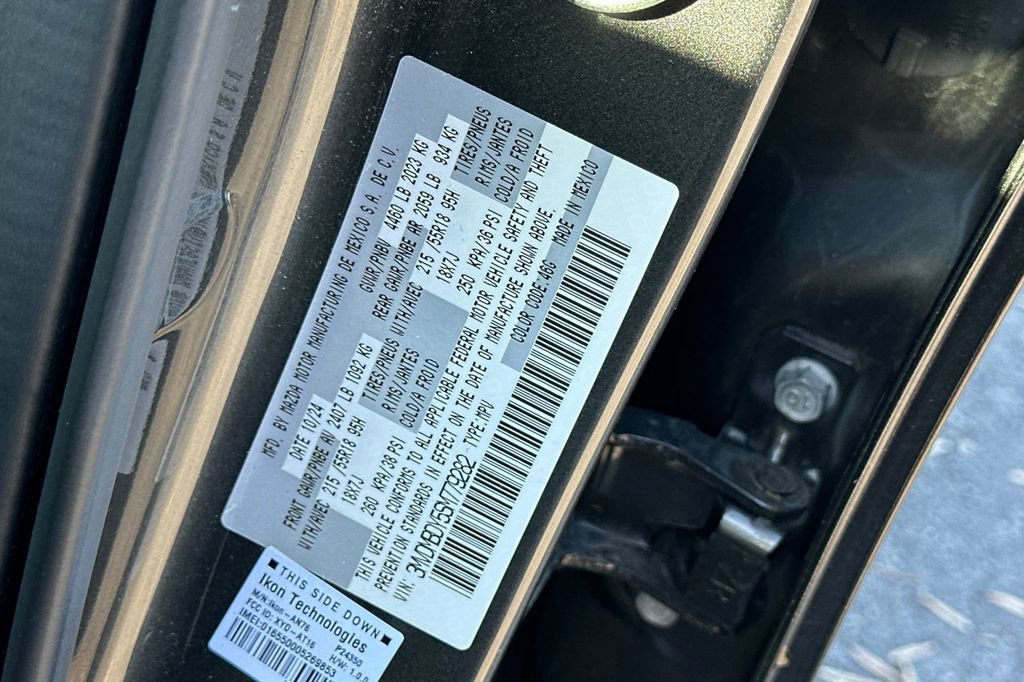 MFD. BY MAZDA MOTOR MANUFACTURING DE MEXICO S.A. DE C.V.
DATE 10/24 GVWR/PNBV 4460 LB 2023 KG
FRONT GAWR/PNBE AV 2407 LB 1092 KG REAR GAWR/PNBE AR 2059 LB 934 KG
WITH/AVEC 215/55R18 95H TIRES/PNEUS WITH/AVEC 215/55R18 95H TIRES/PNEUS
18X7J RIMS/JANTES 18X7J RIMS/JANTES
260 KPA/38 PSI COLD/A FROID 250 KPA/36 PSI COLD/A FROID
THIS VEHICLE CONFORMS TO ALL APPLICABLE FEDERAL MOTOR VEHICLE SAFETY AND THEFT
PREVENTION STANDARDS IN EFFECT ON THE DATE OF MANUFACTURE SHOWN ABOVE.
VIN: TYPE:MPV COLOR CODE:46G MADE IN MEXICO
THIS SIDE DOWN
Ikon Technologies
M/N:Ikon-AN76 P24350
FCC ID: XYO-AT16 H/W: 1.0.0
IMEI:016550005269853